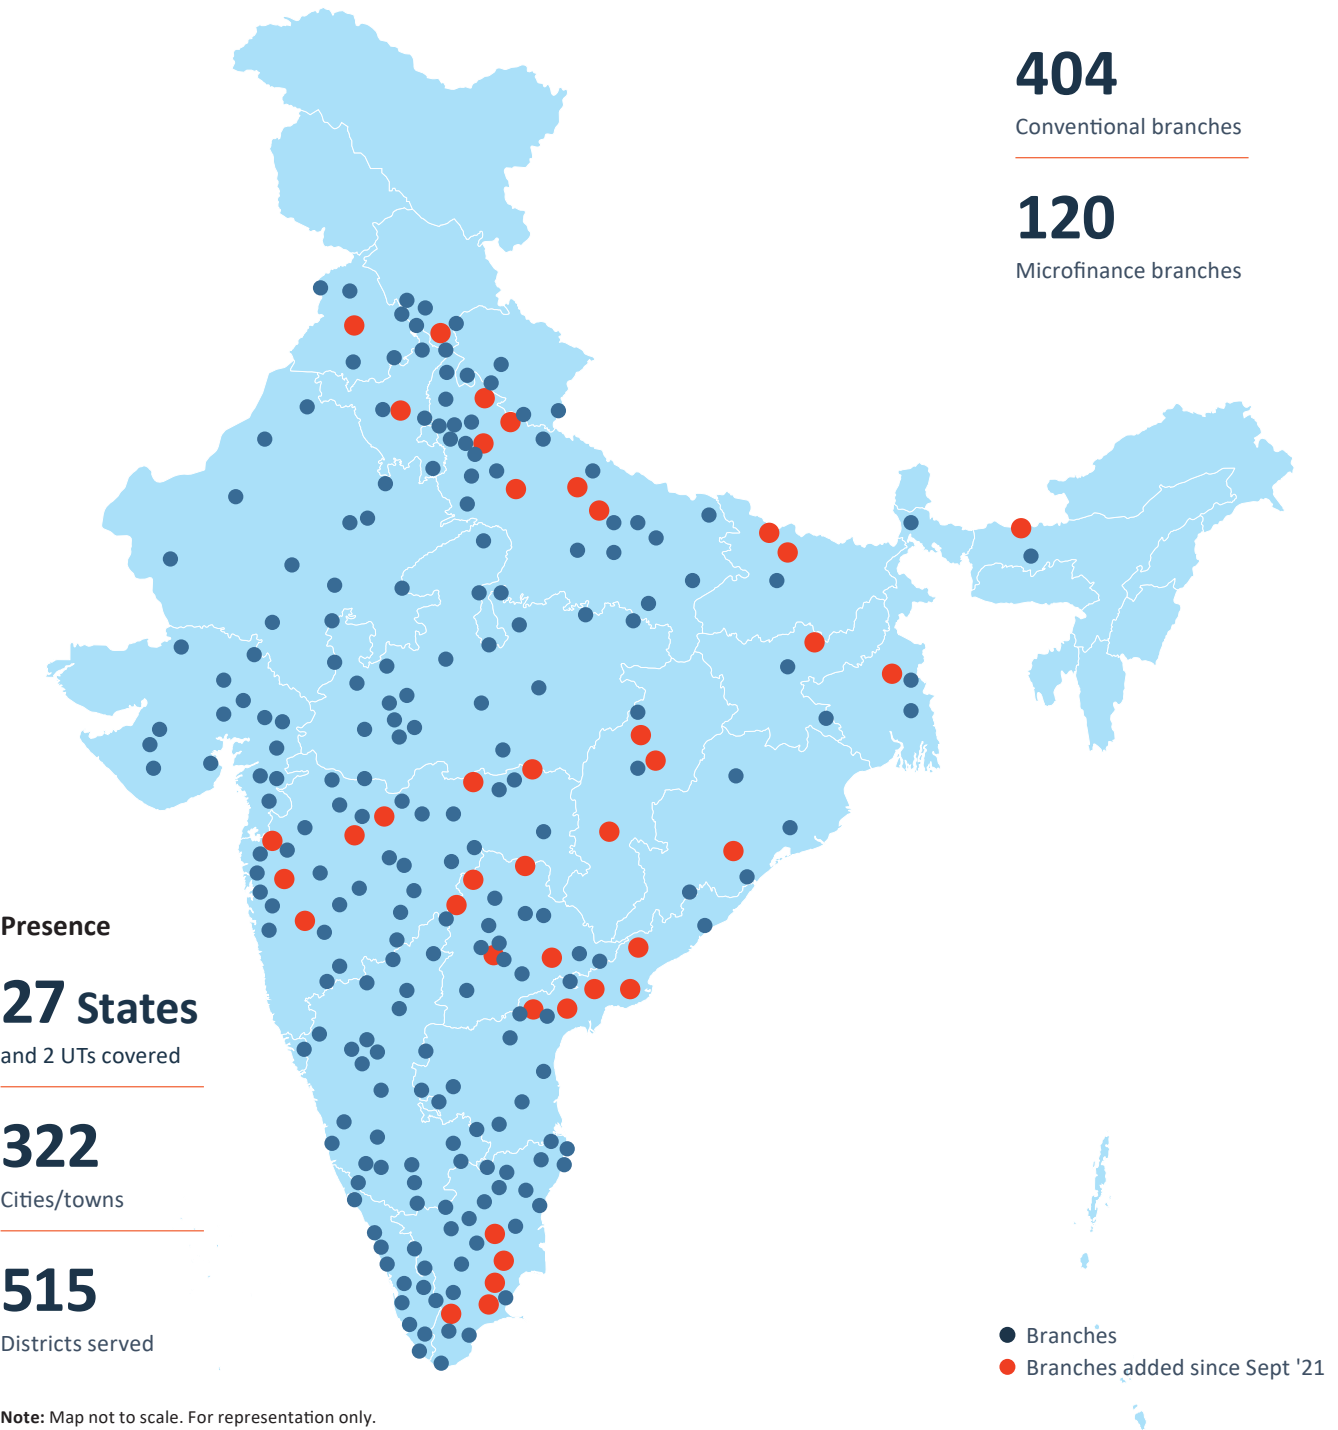 404
Conventional branches
120
Microfinance branches
Presence
27 States
and 2 UTs covered
322
Cities/towns
515
Districts served
Branches
Branches added since Sept '21
Note: Map not to scale. For representation only.